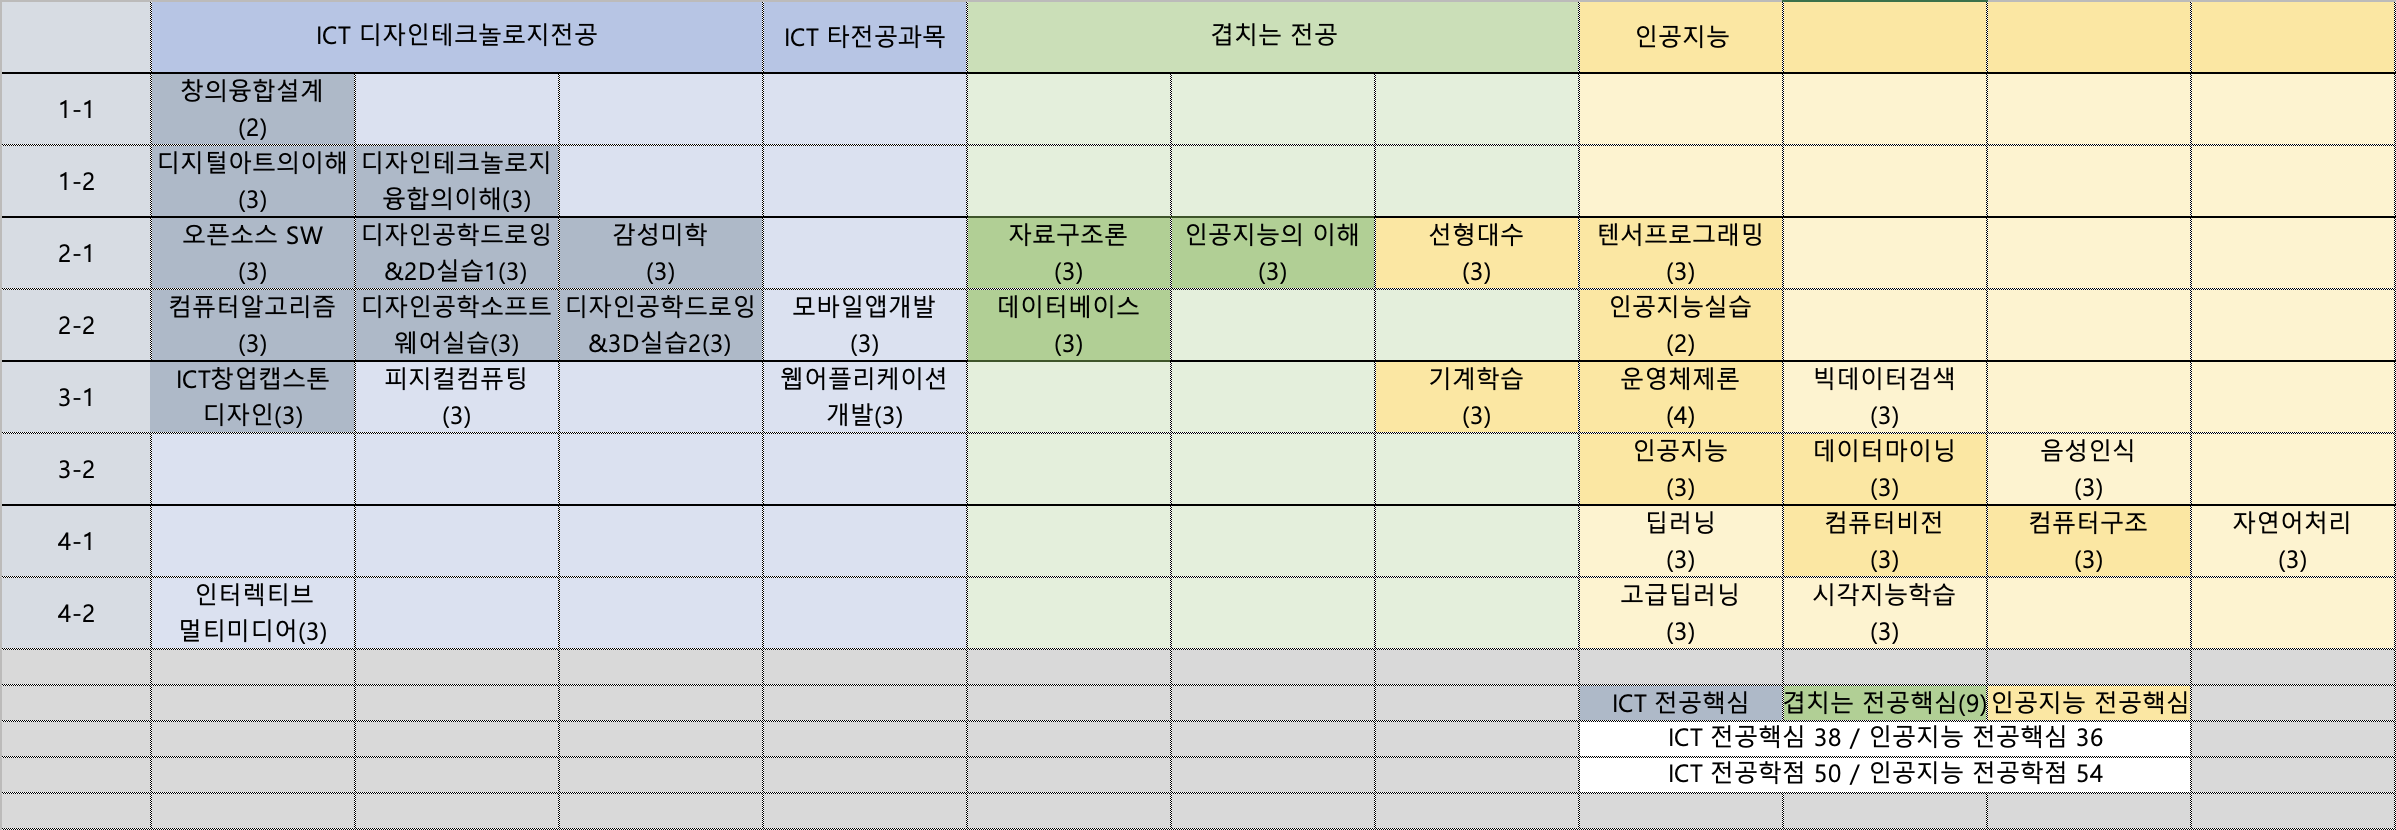 ICT 디자인테크놀로지전공 ICT 타전공과목 겹치는 전공 인공지능
1-1 창의융합설계
(2)
1-2 디지털아트의이해
(3) 디자인테크놀로지
융합의이해(3)
2-1 오픈소스 SW
(3) 디자인공학드로잉
&2D실습1(3) 감성미학
(3) 자료구조론
(3) 인공지능의 이해
(3) 선형대수
(3) 텐서프로그래밍
(3)
2-2 컴퓨터알고리즘
(3) 디자인공학소프트
웨어실습(3) 디자인공학드로잉
&3D실습2(3) 모바일앱개발
(3) 데이터베이스
(3) 인공지능실습
(2)
3-1 ICT창업캡스톤
디자인(3) 피지컬컴퓨팅
(3) 웹어플리케이션
개발(3) 기계학습
(3) 운영체제론
(4) 빅데이터검색
(3)
3-2 인공지능
(3) 데이터마이닝
(3) 음성인식
(3)
4-1 딥러닝
(3) 컴퓨터비전
(3) 컴퓨터구조
(3) 자연어처리
(3)
4-2 인터렉티브
멀티미디어(3) 고급딥러닝
(3) 시각지능학습
(3)
ICT 전공핵심 겹치는 전공핵심(9) 인공지능 전공핵심
ICT 전공핵심 38 / 인공지능 전공핵심 36
ICT 전공학점 50 / 인공지능 전공학점 54